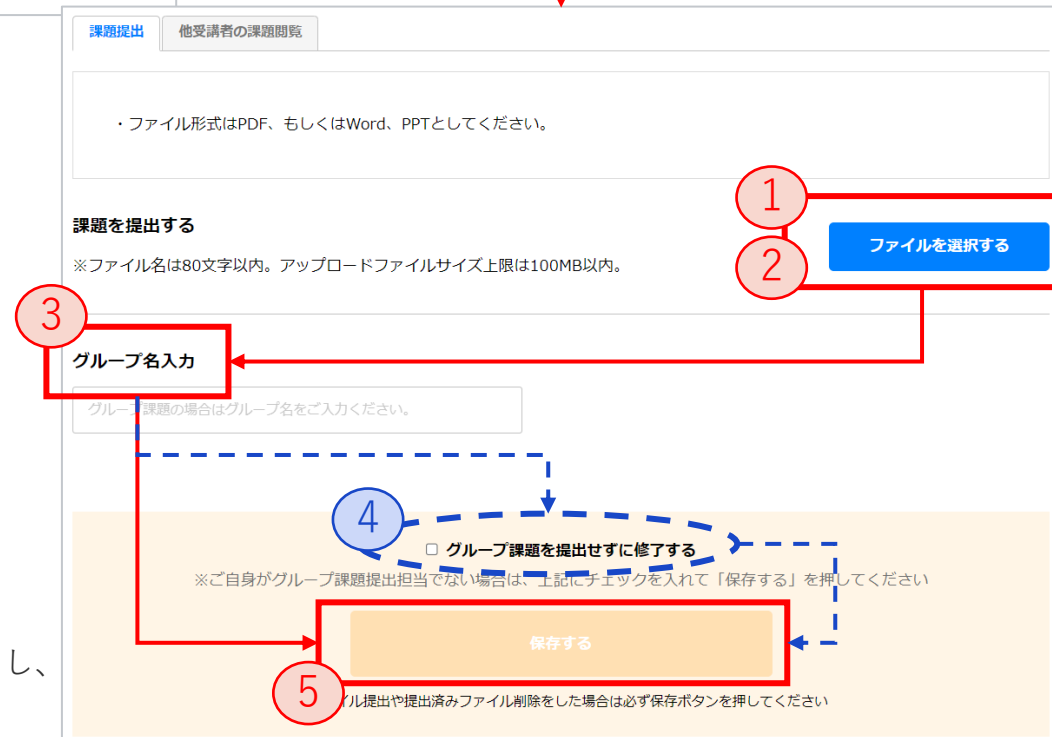 課題提出 他受講者の課題閲覧
・ファイル形式はPDF、もしくはWord、PPTとしてください。
1
課題を提出する
ファイルを選択する
2
※ファイル名は80文字以内。アップロードファイルサイズ上限は100MB以内。
3
グループ名入力
グループ課題の場合はグループ名をご入力ください。
4
グループ課題を提出せずに修了する
※ご自身がグループ課題提出担当でない場合は、上記にチェックを入れて「保存する」を押してください
保存する
し、
5
イル提出や提出済みファイル削除をした場合は必ず保存ボタンを押してください